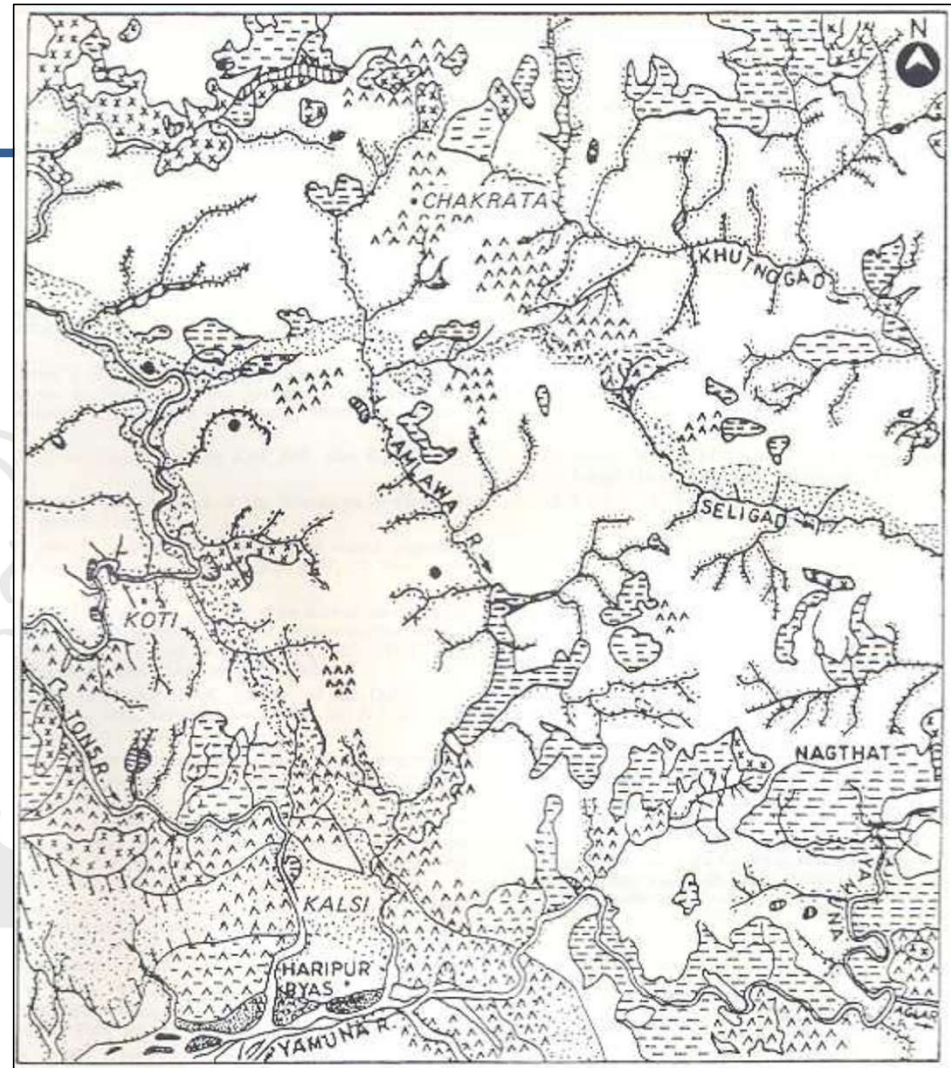 N
CHAKRATA
KHUTNOGAD
AMLAWA R.
SELIGAD
KOTI
TONS R.
NAGTHAT
YAMUNA
KALSI
HARIPUR
BYAS
AGLAR
YAMUNA R.